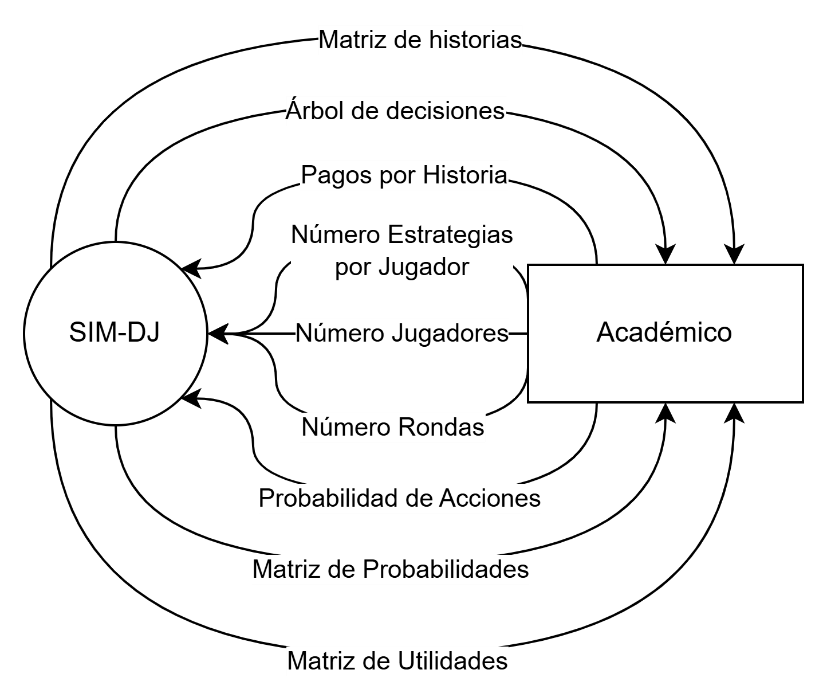 Matriz de historias
Árbol de decisiones
Pagos por Historia
Número Estrategias
por Jugador
SIM-DJ
Número Jugadores
Académico
Número Rondas
Probabilidad de Acciones
Matriz de Probabilidades
Matriz de Utilidades